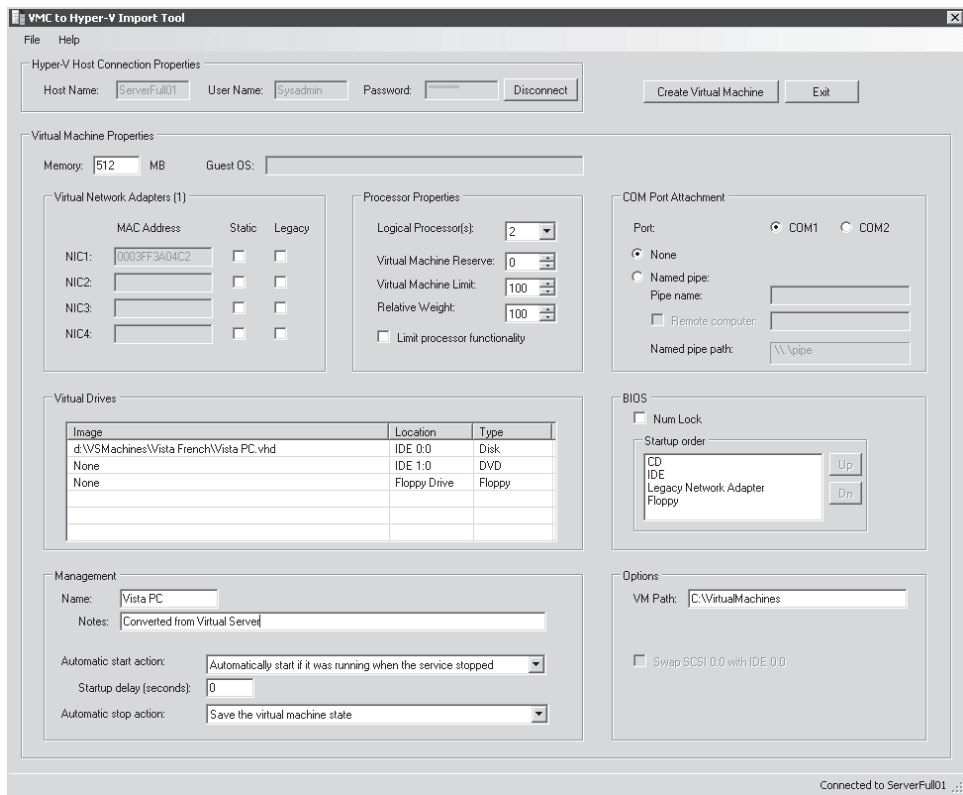 VMC to Hyper-V Import Tool
File Help
Hyper-V Host Connection Properties
Host Name: ServerFull01 User Name: Sysadmin Password: ******** Disconnect
Create Virtual Machine Exit
Virtual Machine Properties
Memory: 512 MB Guest OS:
Virtual Network Adapters (1)
MAC Address Static Legacy
NIC1: 0003FF3A04C2
NIC2:
NIC3:
NIC4:
Processor Properties
Logical Processor(s): 2
Virtual Machine Reserve: 0
Virtual Machine Limit: 100
Relative Weight: 100
Limit processor functionality
COM Port Attachment
Port: COM1 COM2
None
Named pipe:
Pipe name:
Remote computer:
Named pipe path: \\.\pipe
Virtual Drives
Image Location Type
d:\VSMachines\Vista French\Vista PC.vhd IDE 0:0 Disk
None IDE 1:0 DVD
None Floppy Drive Floppy
BIOS
Num Lock
Startup order
CD
IDE
Legacy Network Adapter
Floppy
Up
Dn
Management
Name: Vista PC
Notes: Converted from Virtual Server
Automatic start action: Automatically start if it was running when the service stopped
Startup delay (seconds): 0
Automatic stop action: Save the virtual machine state
Options
VM Path: C:\VirtualMachines
Swap SCSI 0:0 with IDE 0:0
Connected to ServerFull01